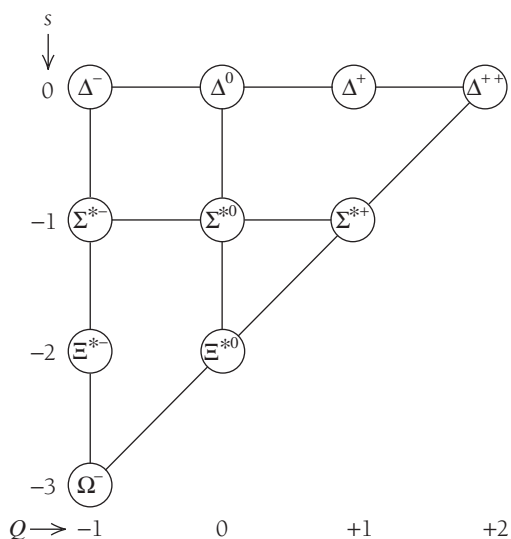 s
0 Δ⁻ Δ⁰ Δ⁺ Δ⁺⁺
−1 Σ*⁻ Σ*⁰ Σ*⁺
−2 Ξ*⁻ Ξ*⁰
−3 Ω⁻
Q −1 0 +1 +2